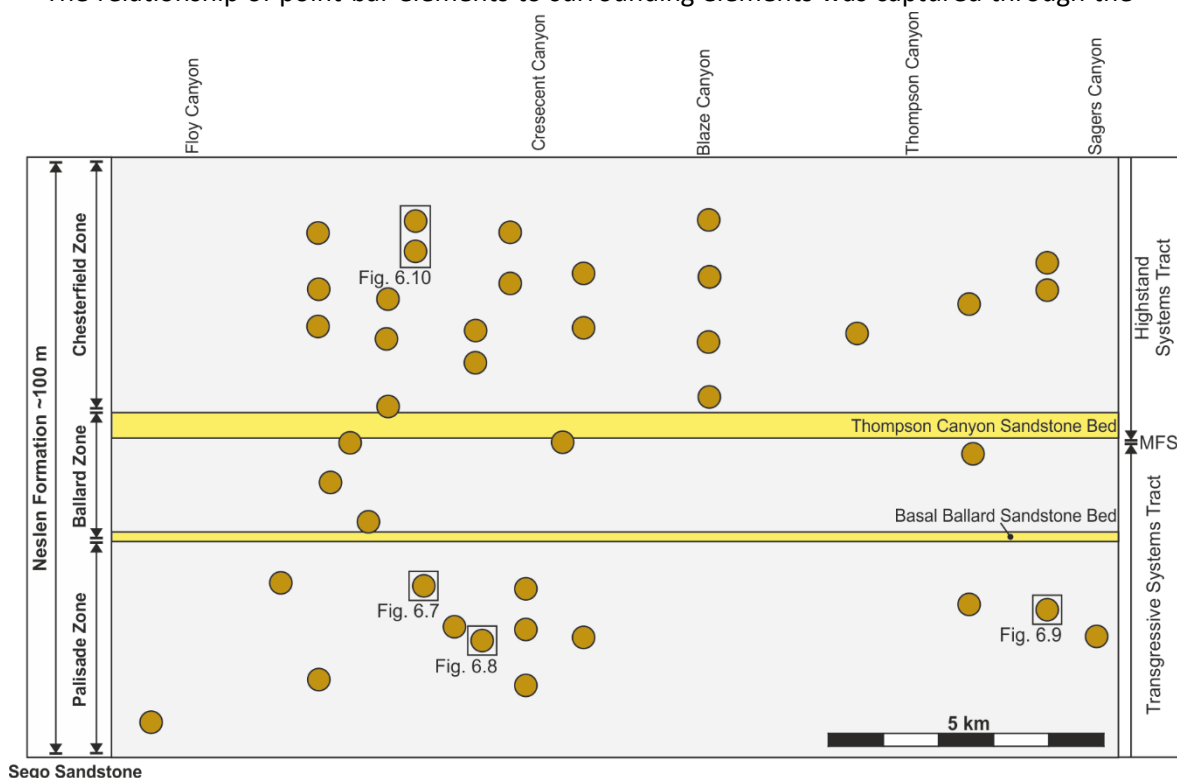 The relationship of point-bar elements to surrounding elements was captured through the
Floy Canyon
Cresecent Canyon
Blaze Canyon
Thompson Canyon
Sagers Canyon
Neslen Formation ~100 m
Chesterfield Zone
Ballard Zone
Palisade Zone
Fig. 6.10
Thompson Canyon Sandstone Bed
Basal Ballard Sandstone Bed
Fig. 6.7
Fig. 6.8
Fig. 6.9
5 km
Highstand
Systems Tract
MFS
Transgressive Systems Tract
Sego Sandstone